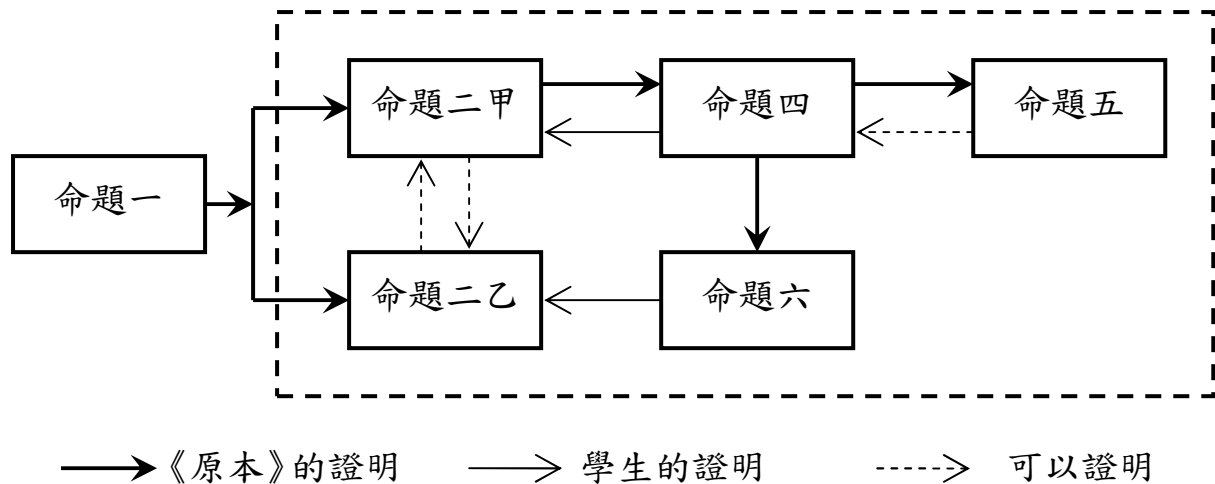 命題二甲
命題四
命題五
命題一
命題二乙
命題六
《原本》的證明
學生的證明
可以證明